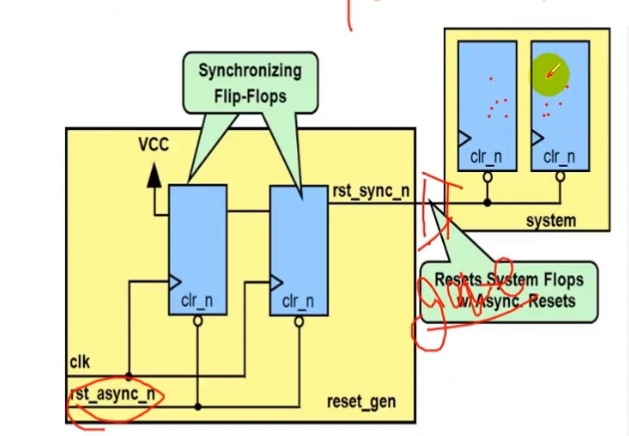 Synchronizing
Flip-Flops
VCC
clr_n
clr_n
rst_sync_n
clr_n
clr_n
system
Resets System Flops
w/Async. Resets
clk
rst_async_n
reset_gen